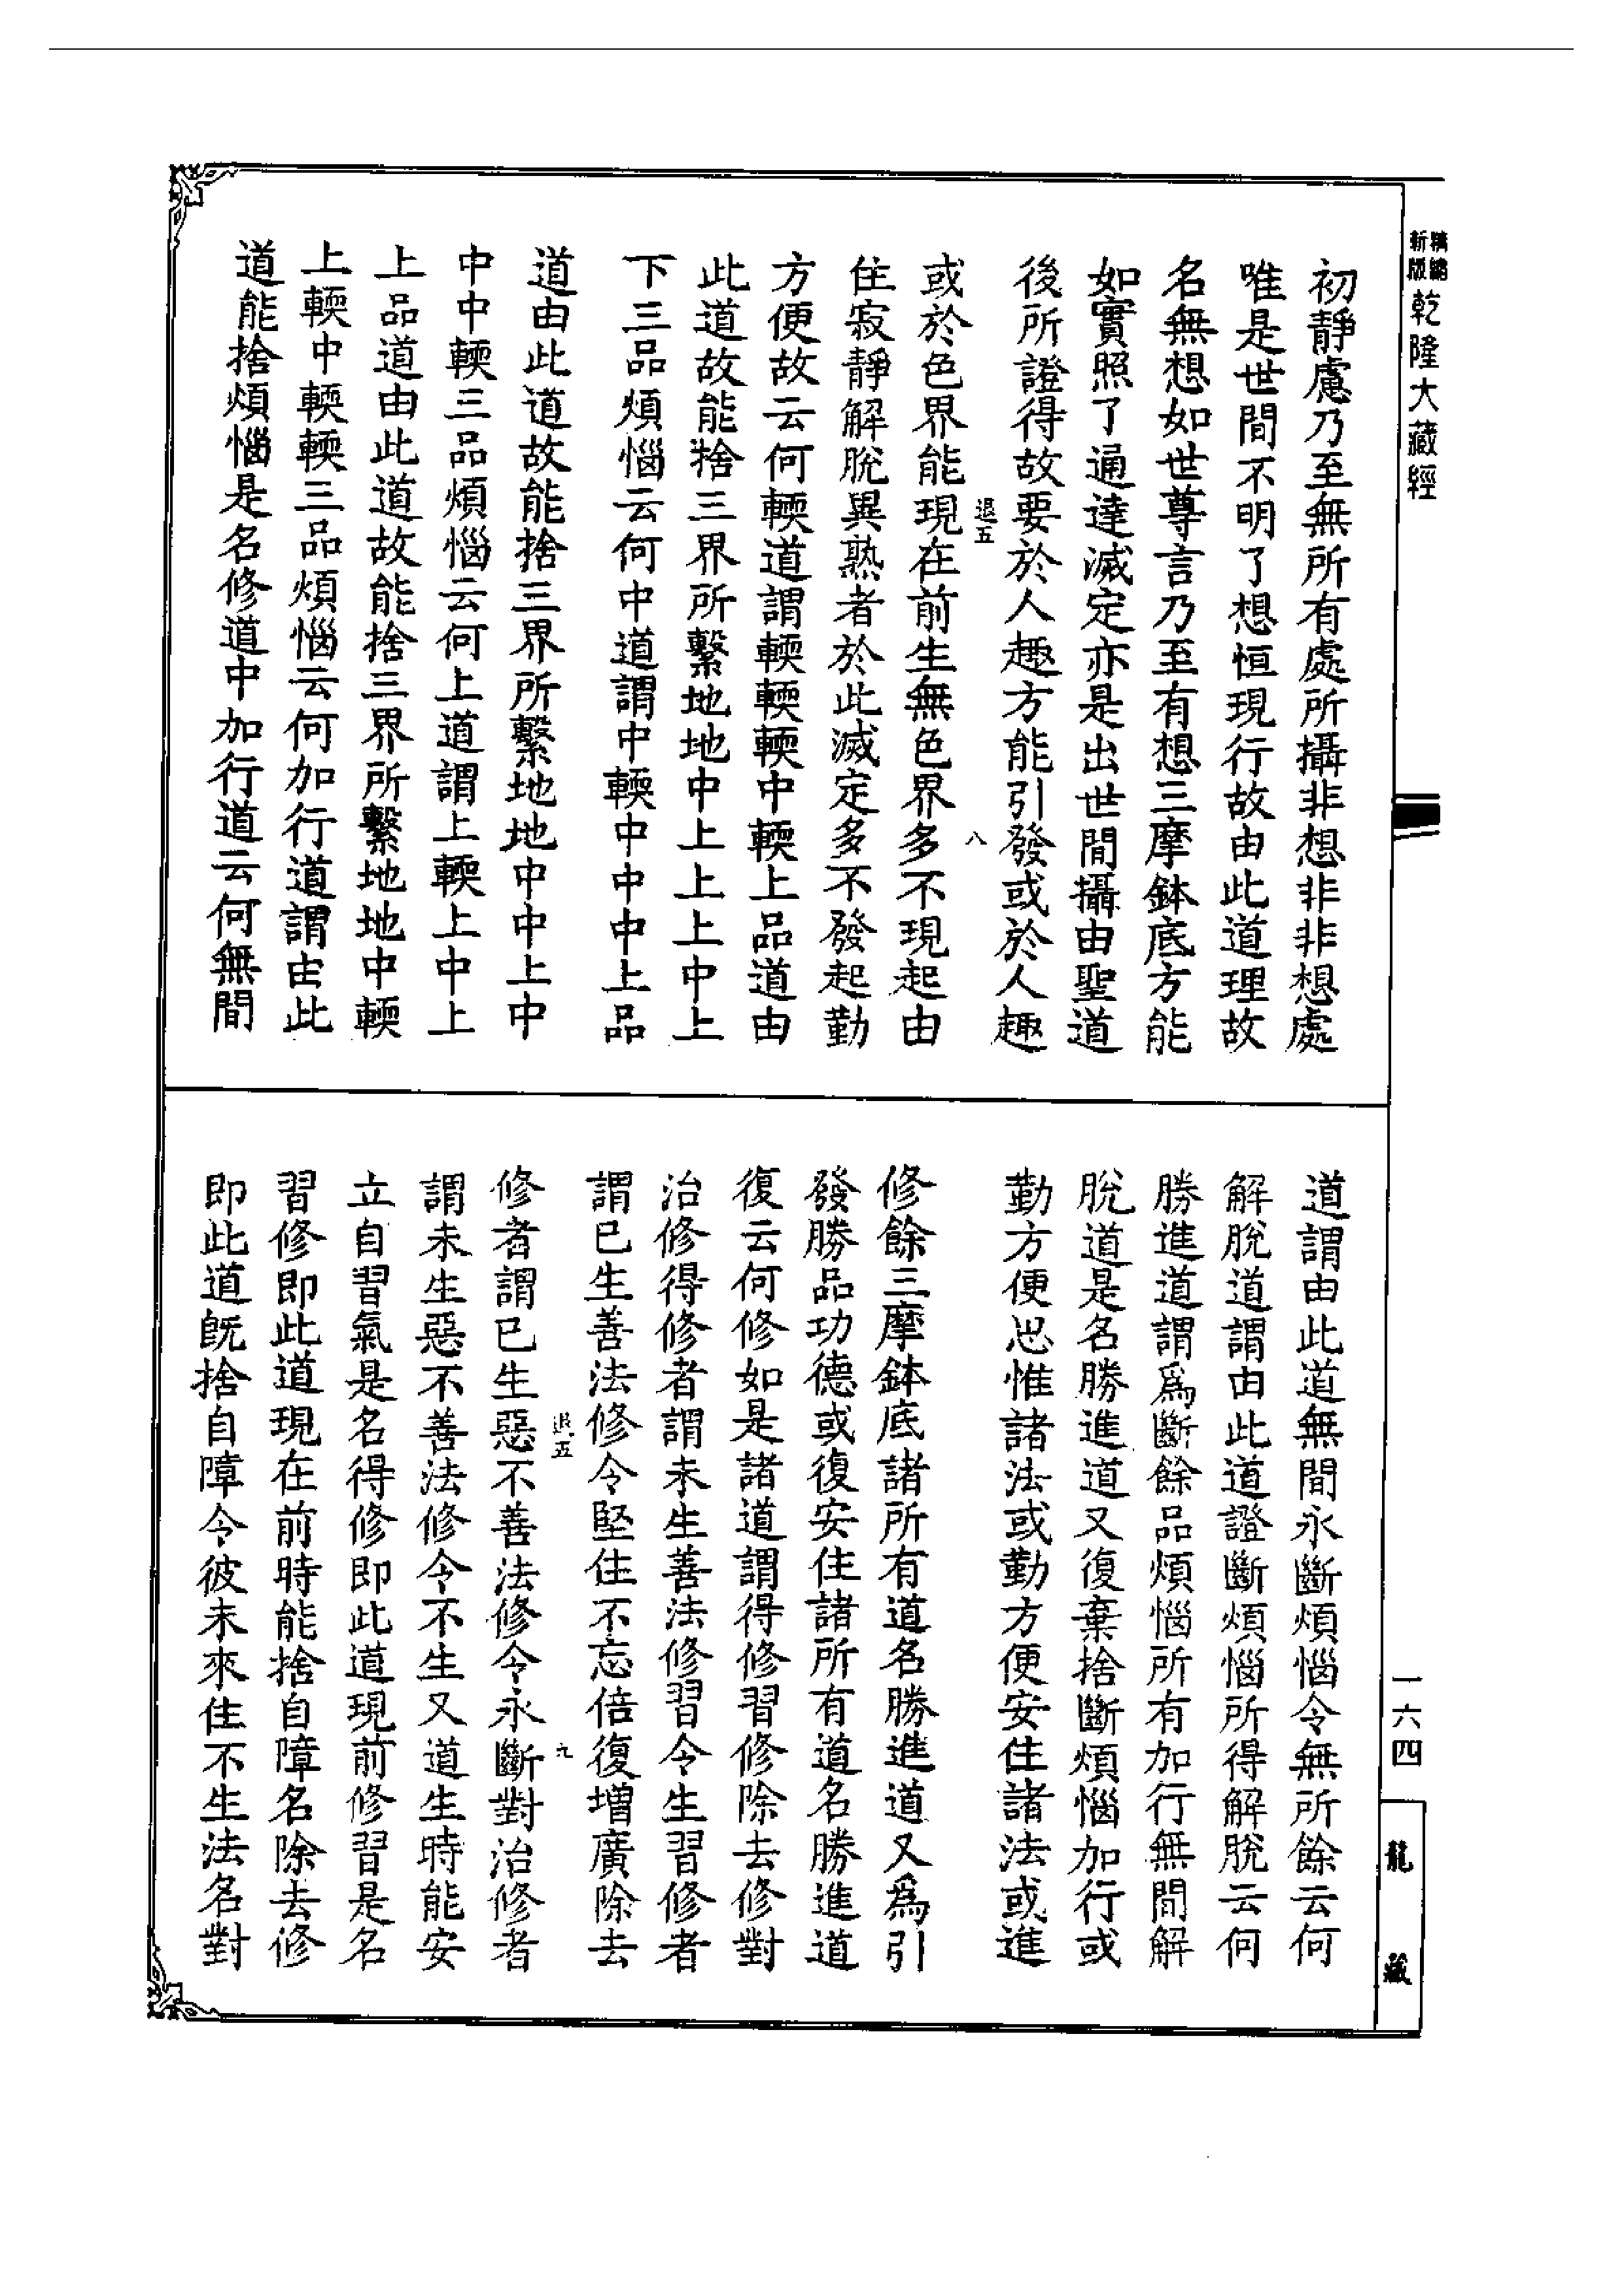 精縮
新版
乾隆大藏經
初靜慮乃至無所有處所攝非想非非想處
唯是世間不明了想恒現行故由此道理故
名無想如世尊言乃至有想三摩鉢底方能
如實照了通達滅定亦是出世間攝由聖道
後所證得故要於人趣方能引發或於人趣
退五
八
或於色界能現在前生無色界多不現起由
住寂靜解脫異熟者於此滅定多不發起勤
方便故云何輭道謂輭輭輭中輭上品道由
此道故能捨三界所繫地地中上上上中上
下三品煩惱云何中道謂中輭中中中上品
道由此道故能捨三界所繫地地中中上中
中中輭三品煩惱云何上道謂上輭上中上
上品道由此道故能捨三界所繫地地中輭
上輭中輭輭三品煩惱云何加行道謂由此
道能捨煩惱是名修道中加行道云何無間
道謂由此道無間永斷煩惱令無所餘云何
解脫道謂由此道證斷煩惱所得解脫云何
勝進道謂爲斷餘品煩惱所有加行無間解
脫道是名勝進道又復棄捨斷煩惱加行或
勤方便思惟諸法或勤方便安住諸法或進
修餘三摩鉢底諸所有道名勝進道又爲引
發勝品功德或復安住諸所有道名勝進道
復云何修如是諸道謂得修習修除去修對
治修得修者謂未生善法修習令生習修者
謂已生善法修令堅住不忘倍復增廣除去
退五
九
修者謂已生惡不善法修令永斷對治修者
謂未生惡不善法修令不生又道生時能安
立自習氣是名得修即此道現前修習是名
習修即此道現在前時能捨自障名除去修
即此道旣捨自障令彼未來住不生法名對
一六四
龍藏